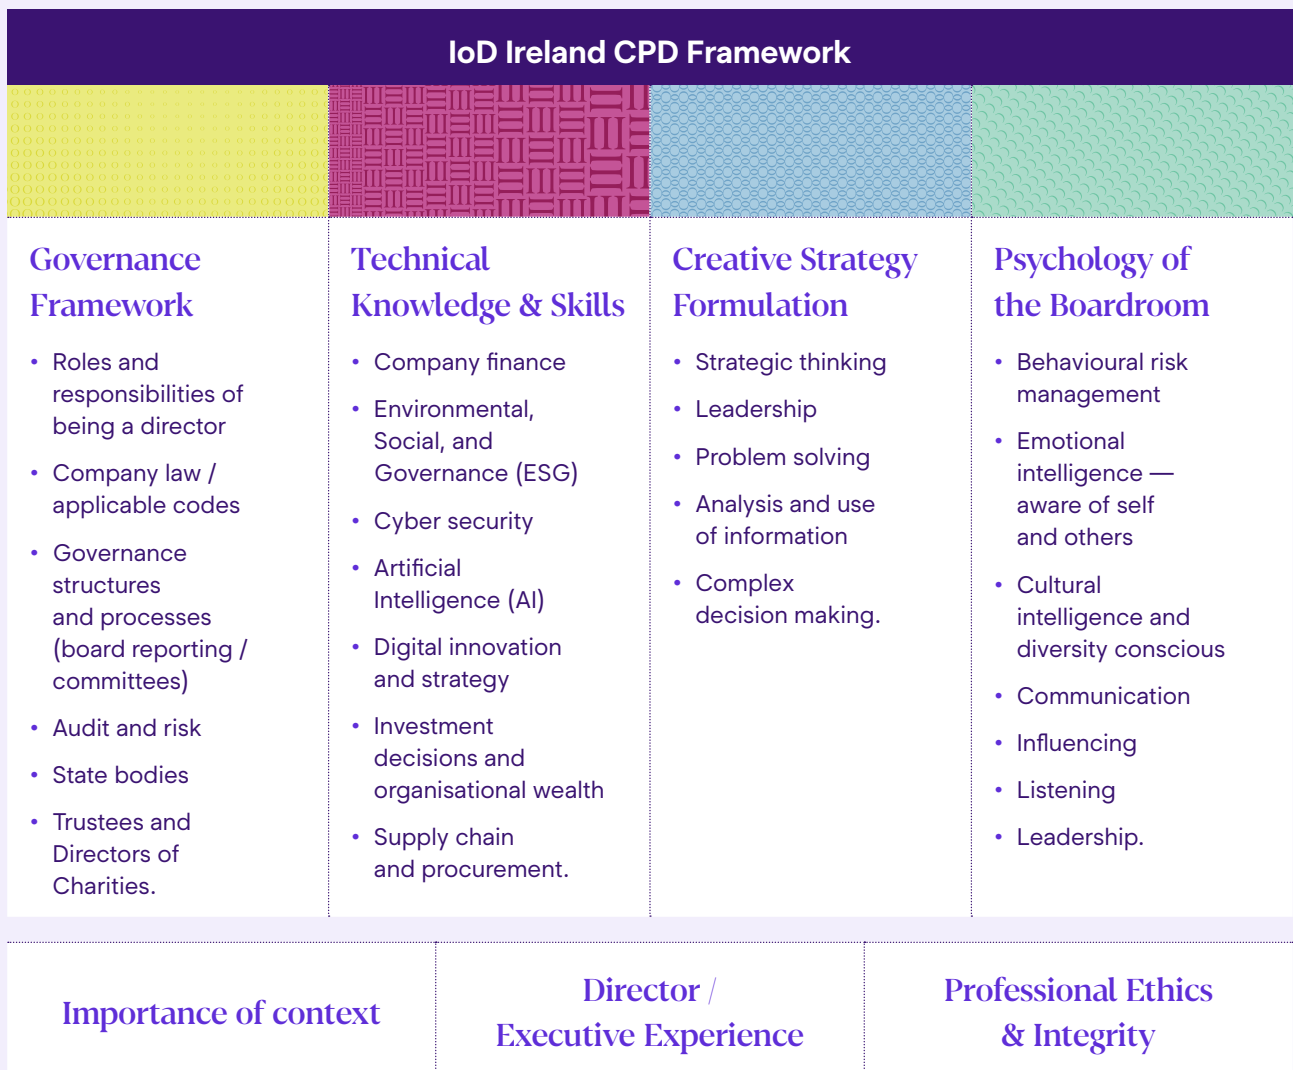 IoD Ireland CPD Framework
Governance
Framework
• Roles and
responsibilities of
being a director
• Company law /
applicable codes
• Governance
structures
and processes
(board reporting /
committees)
• Audit and risk
• State bodies
• Trustees and
Directors of
Charities.
Technical
Knowledge & Skills
• Company finance
• Environmental,
Social, and
Governance (ESG)
• Cyber security
• Artificial
Intelligence (AI)
• Digital innovation
and strategy
• Investment
decisions and
organisational wealth
• Supply chain
and procurement.
Creative Strategy
Formulation
• Strategic thinking
• Leadership
• Problem solving
• Analysis and use
of information
• Complex
decision making.
Psychology of
the Boardroom
• Behavioural risk
management
• Emotional
intelligence —
aware of self
and others
• Cultural
intelligence and
diversity conscious
• Communication
• Influencing
• Listening
• Leadership.
Importance of context
Director /
Executive Experience
Professional Ethics
& Integrity